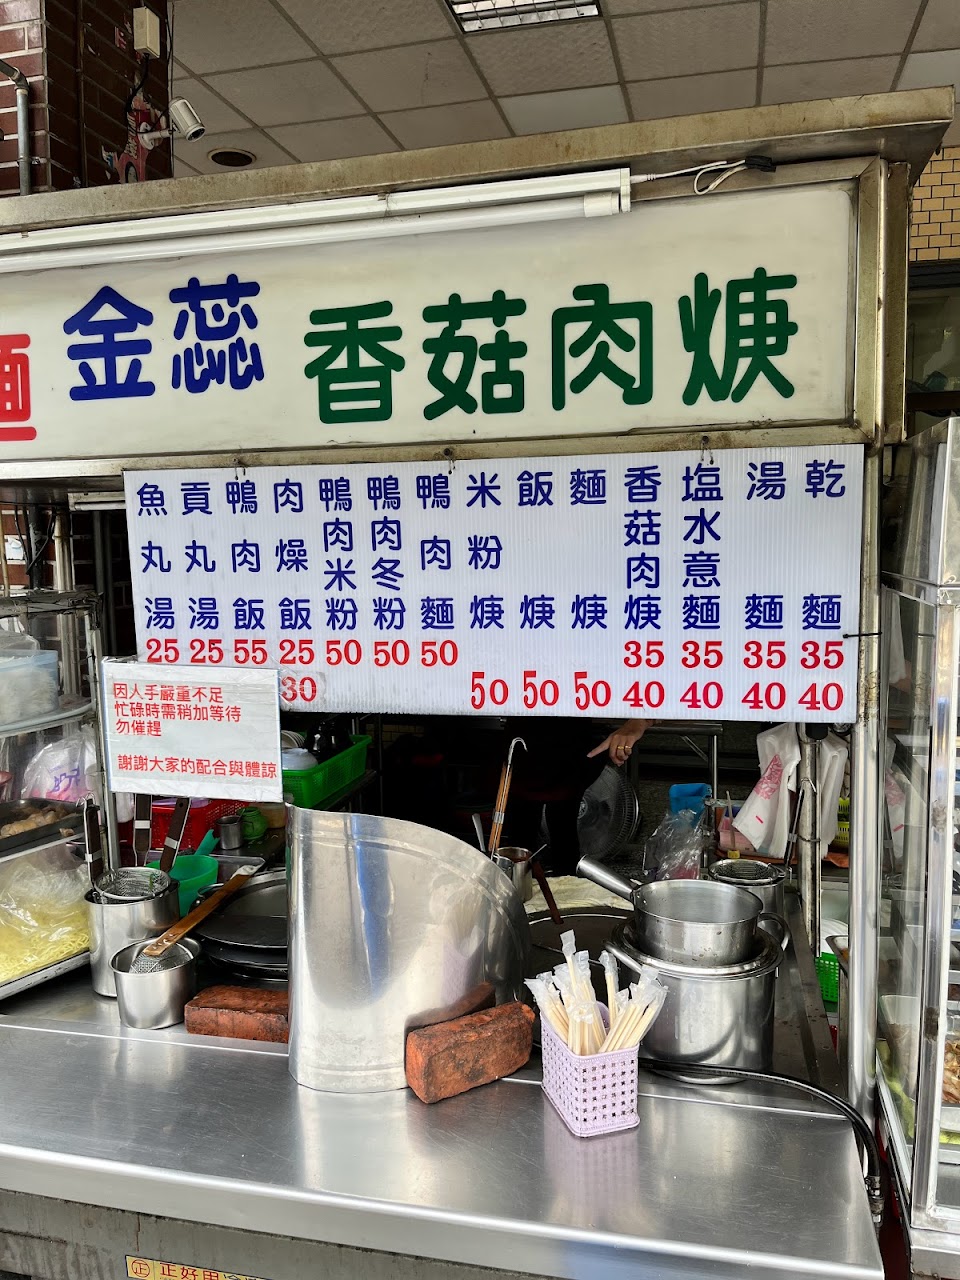 麵 金蕊 香菇肉焿
乾麵 35 40
湯麵 35 40
塩水意麵 35 40
香菇肉焿 35 40
麵焿 50
飯焿 50
米粉焿 50
鴨肉麵 50
鴨肉冬粉 50
鴨肉米粉 50
肉燥飯 25 30
鴨肉飯 55
貢丸湯 25
魚丸湯 25
因人手嚴重不足
忙碌時需稍加等待
勿催趕
謝謝大家的配合與體諒
正 正好用